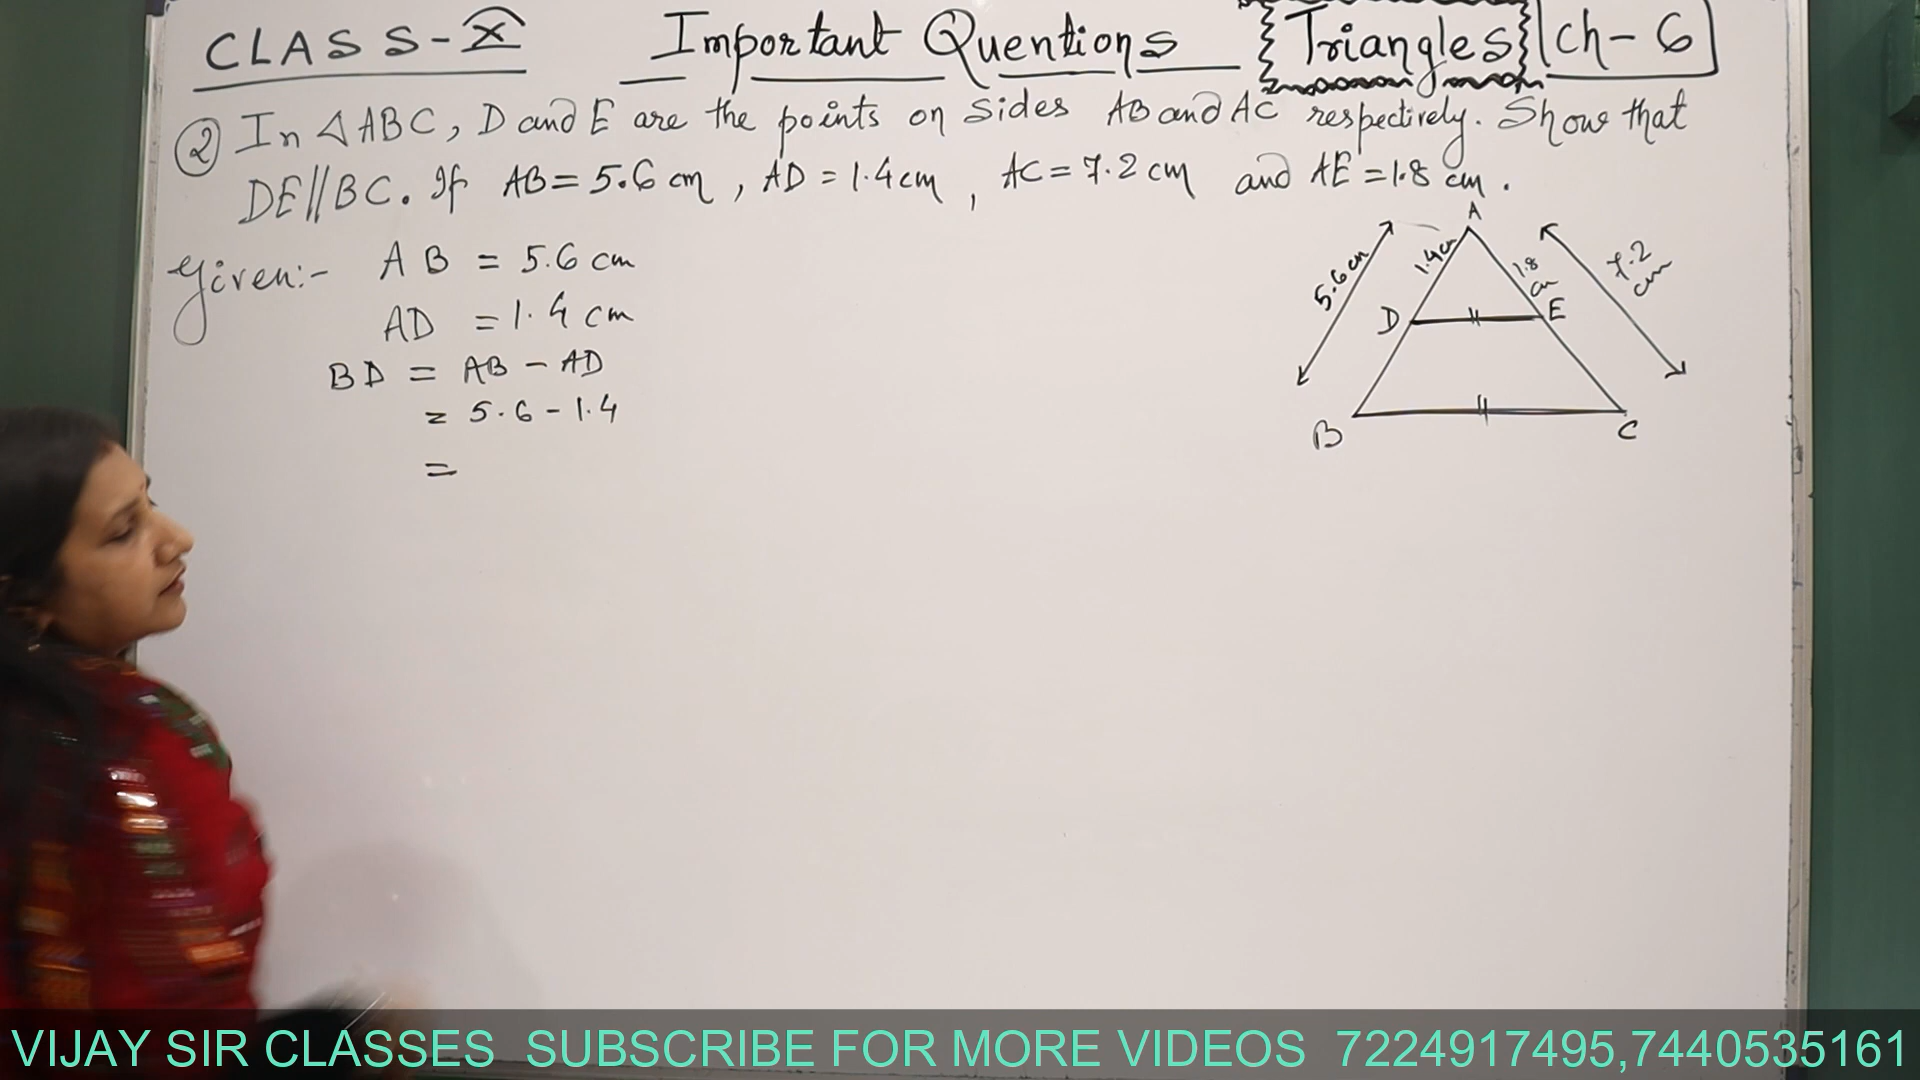 CLASS-X Important Quentions Triangles ch-6
② In △ABC, D and E are the points on sides AB and AC respectively. Show that
DE||BC. If AB=5.6 cm, AD=1.4cm, AC=7.2 cm and AE=1.8 cm.
Given:- AB = 5.6 cm
AD = 1.4 cm
BD = AB - AD
= 5.6 - 1.4
=
A
5.6 cm
1.4cm
1.8 cm
7.2 cm
D
E
B
C
VIJAY SIR CLASSES SUBSCRIBE FOR MORE VIDEOS 7224917495,7440535161